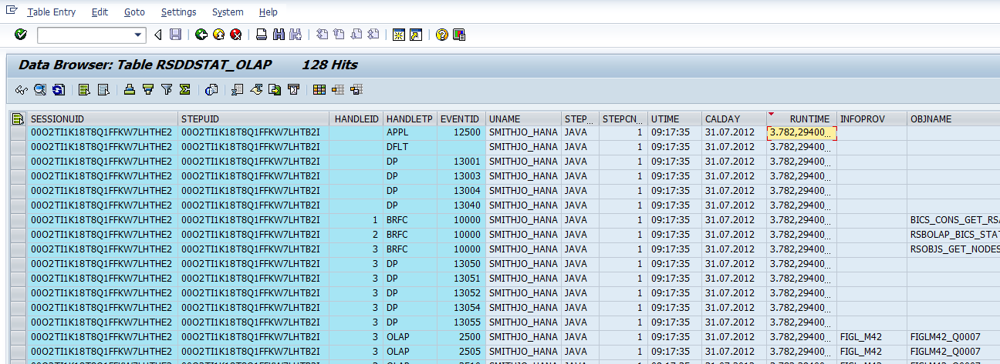 Table Entry Edit Goto Settings System Help
Data Browser: Table RSDDSTAT_OLAP 128 Hits
SESSIONUID STEPUID HANDLEID HANDLETP EVENTID UNAME STEP... STEPCN... UTIME CALDAY RUNTIME INFOPROV OBJNAME
00O2TI1K18T8Q1FFKW7LHTHE2 00O2TI1K18T8Q1FFKW7LHTB2I APPL 12500 SMITHJO_HANA JAVA 1 09:17:35 31.07.2012 3.782,29400...
00O2TI1K18T8Q1FFKW7LHTHE2 00O2TI1K18T8Q1FFKW7LHTB2I DFLT SMITHJO_HANA JAVA 1 09:17:35 31.07.2012 3.782,29400...
00O2TI1K18T8Q1FFKW7LHTHE2 00O2TI1K18T8Q1FFKW7LHTB2I DP 13001 SMITHJO_HANA JAVA 1 09:17:35 31.07.2012 3.782,29400...
00O2TI1K18T8Q1FFKW7LHTHE2 00O2TI1K18T8Q1FFKW7LHTB2I DP 13003 SMITHJO_HANA JAVA 1 09:17:35 31.07.2012 3.782,29400...
00O2TI1K18T8Q1FFKW7LHTHE2 00O2TI1K18T8Q1FFKW7LHTB2I DP 13004 SMITHJO_HANA JAVA 1 09:17:35 31.07.2012 3.782,29400...
00O2TI1K18T8Q1FFKW7LHTHE2 00O2TI1K18T8Q1FFKW7LHTB2I DP 13040 SMITHJO_HANA JAVA 1 09:17:35 31.07.2012 3.782,29400...
00O2TI1K18T8Q1FFKW7LHTHE2 00O2TI1K18T8Q1FFKW7LHTB2I 1 BRFC 10000 SMITHJO_HANA JAVA 1 09:17:35 31.07.2012 3.782,29400... BICS_CONS_GET_RSA
00O2TI1K18T8Q1FFKW7LHTHE2 00O2TI1K18T8Q1FFKW7LHTB2I 2 BRFC 10000 SMITHJO_HANA JAVA 1 09:17:35 31.07.2012 3.782,29400... RSBOLAP_BICS_STAT
00O2TI1K18T8Q1FFKW7LHTHE2 00O2TI1K18T8Q1FFKW7LHTB2I 3 BRFC 10000 SMITHJO_HANA JAVA 1 09:17:35 31.07.2012 3.782,29400... RSOBJS_GET_NODES
00O2TI1K18T8Q1FFKW7LHTHE2 00O2TI1K18T8Q1FFKW7LHTB2I 3 DP 13050 SMITHJO_HANA JAVA 1 09:17:35 31.07.2012 3.782,29400...
00O2TI1K18T8Q1FFKW7LHTHE2 00O2TI1K18T8Q1FFKW7LHTB2I 3 DP 13051 SMITHJO_HANA JAVA 1 09:17:35 31.07.2012 3.782,29400...
00O2TI1K18T8Q1FFKW7LHTHE2 00O2TI1K18T8Q1FFKW7LHTB2I 3 DP 13052 SMITHJO_HANA JAVA 1 09:17:35 31.07.2012 3.782,29400...
00O2TI1K18T8Q1FFKW7LHTHE2 00O2TI1K18T8Q1FFKW7LHTB2I 3 DP 13054 SMITHJO_HANA JAVA 1 09:17:35 31.07.2012 3.782,29400...
00O2TI1K18T8Q1FFKW7LHTHE2 00O2TI1K18T8Q1FFKW7LHTB2I 3 DP 13055 SMITHJO_HANA JAVA 1 09:17:35 31.07.2012 3.782,29400...
00O2TI1K18T8Q1FFKW7LHTHE2 00O2TI1K18T8Q1FFKW7LHTB2I 3 OLAP 2500 SMITHJO_HANA JAVA 1 09:17:35 31.07.2012 3.782,29400... FIGL_M42 FIGLM42_Q0007
00O2TI1K18T8Q1FFKW7LHTHE2 00O2TI1K18T8Q1FFKW7LHTB2I 3 OLAP 2505 SMITHJO_HANA JAVA 1 09:17:35 31.07.2012 3.782,29400... FIGL_M42 FIGLM42_Q0007